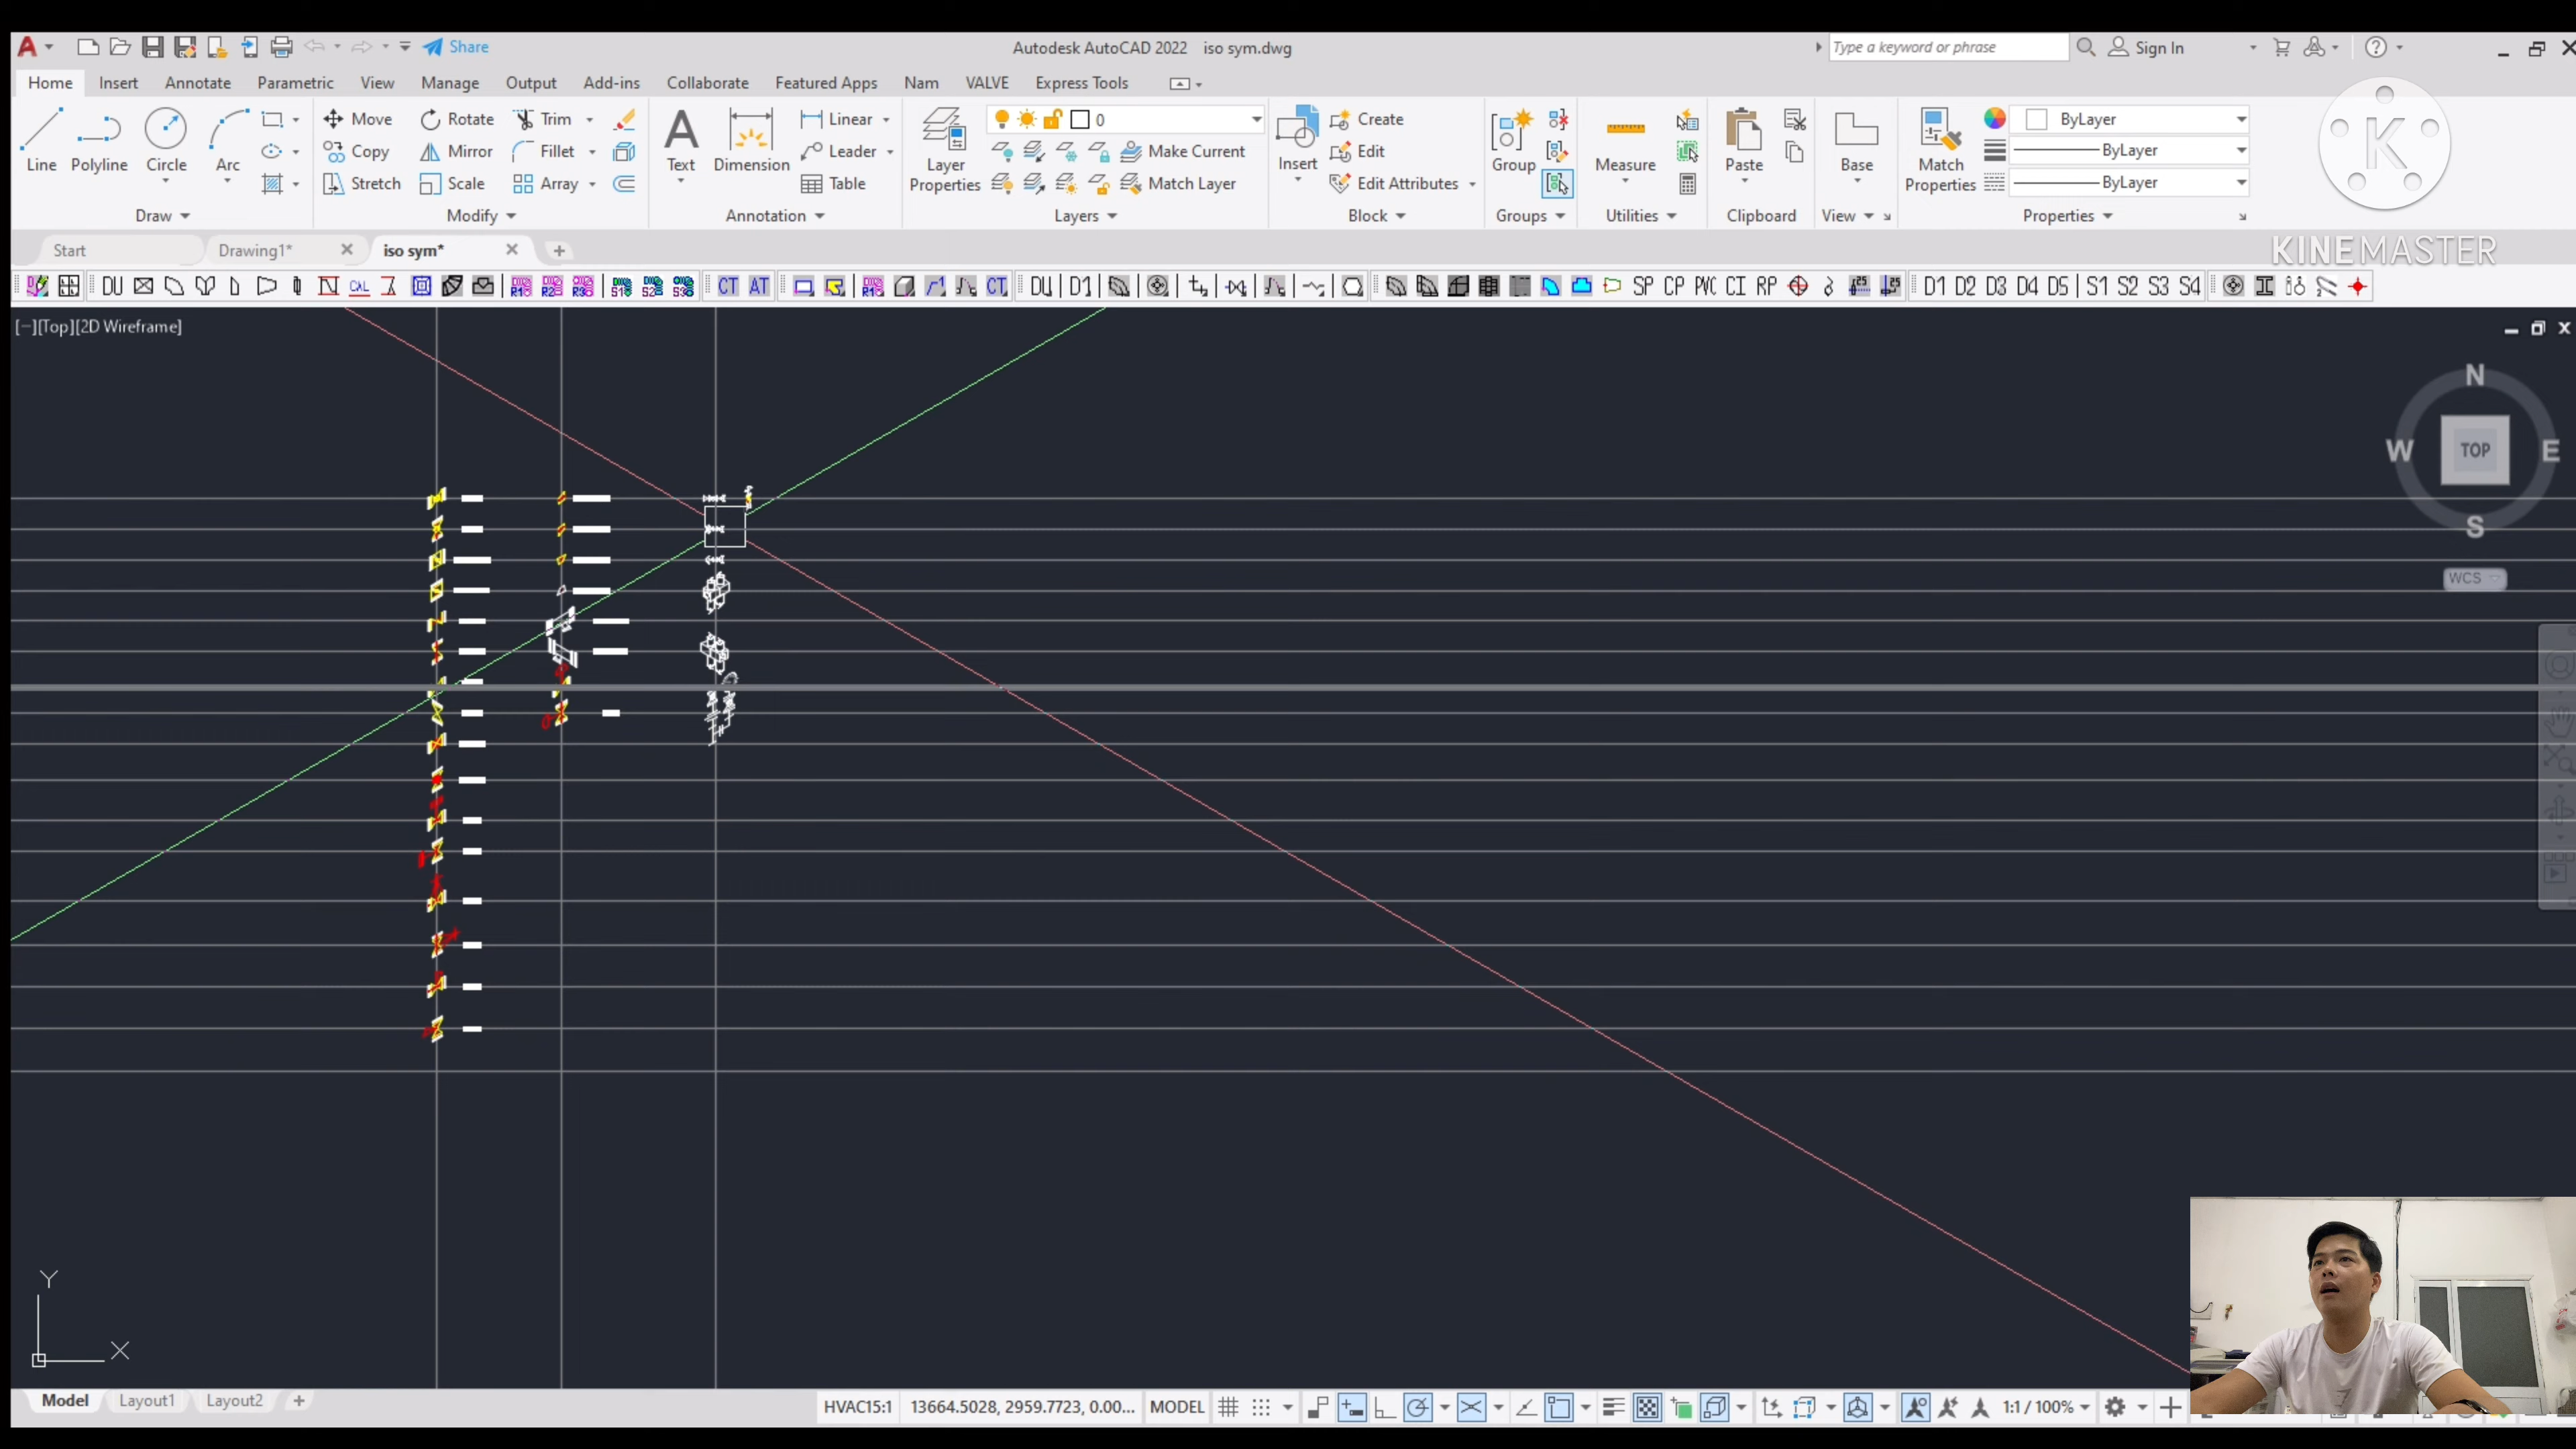 Share
Autodesk AutoCAD 2022 iso sym.dwg
Type a keyword or phrase
Sign In
Home Insert Annotate Parametric View Manage Output Add-ins Collaborate Featured Apps Nam VALVE Express Tools
Line Polyline Circle Arc
Move Rotate Trim
Copy Mirror Fillet
Stretch Scale Array
Text Dimension
Linear
Leader
Table
Layer Properties
0
Make Current
Match Layer
Insert
Create
Edit
Edit Attributes
Group
Measure
Paste
Base
Match Properties
ByLayer
ByLayer
ByLayer
Draw Modify Annotation Layers Block Groups Utilities Clipboard View Properties
K
KINEMASTER
Start Drawing1* iso sym*
DU CAL CT AT CT DU D1 SP CP PVC CI RP D1 D2 D3 D4 D5 S1 S2 S3 S4
[−][Top][2D Wireframe]
N
W TOP E
S
WCS
Y
X
Model Layout1 Layout2
HVAC15:1 13664.5028, 2959.7723, 0.00... MODEL 1:1 / 100%